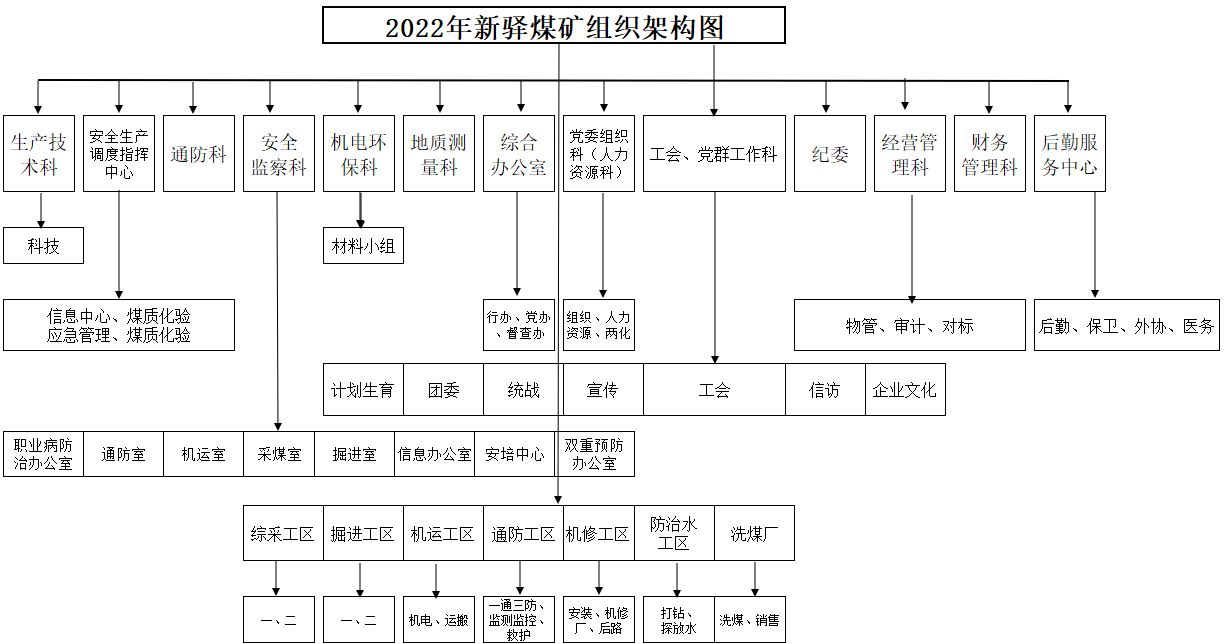 2022年新驿煤矿组织架构图
生产技
术科
安全生产
调度指挥
中心
通防科
安全
监察科
机电环
保科
地质测
量科
综合
办公室
党委组织
科（人力
资源科）
工会、党群工作科
纪委
经营管
理科
财务
管理科
后勤服
务中心
科技
材料小组
信息中心、煤质化验
应急管理、煤质化验
行办、党办
、督查办
组织、人力
资源、两化
物管、审计、对标
后勤、保卫、外协、医务
计划生育
团委
统战
宣传
工会
信访
企业文化
职业病防
治办公室
通防室
机运室
采煤室
掘进室
信息办公室
安培中心
双重预防
办公室
综采工区
掘进工区
机运工区
通防工区
机修工区
防治水
工区
洗煤厂
一、二
一、二
机电、运搬
一通三防、
监测监控、
救护
安装、机修
厂、后路
打钻、
探放水
洗煤、销售